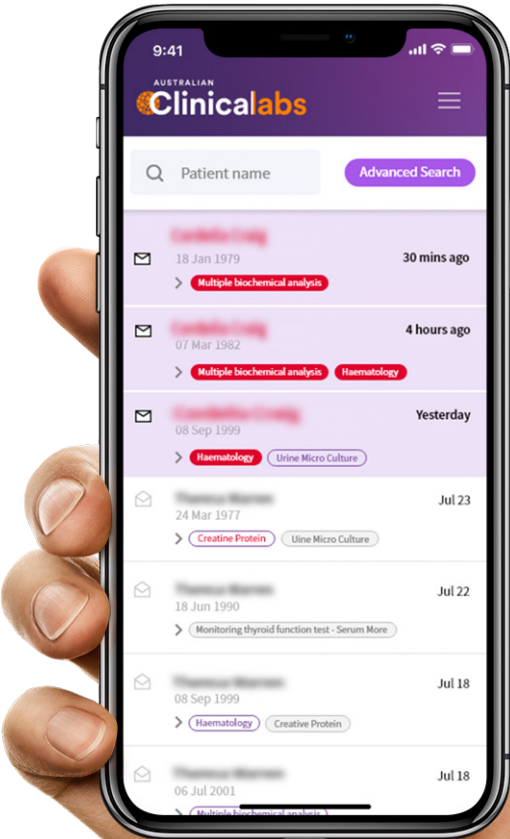 9:41
AUSTRALIAN
Clinicalabs
Patient name
Advanced Search
18 Jan 1979
30 mins ago
Multiple biochemical analysis
4 hours ago
07 Mar 1982
Multiple biochemical analysis Haematology
Yesterday
08 Sep 1999
Haematology Urine Micro Culture
Jul 23
24 Mar 1977
Creatine Protein Uine Micro Culture
Jul 22
18 Jun 1990
Monitoring thyroid function test - Serum More
Jul 18
08 Sep 1999
Haematology Creative Protein
Jul 18
06 Jul 2001
Multiple biochemical analysis